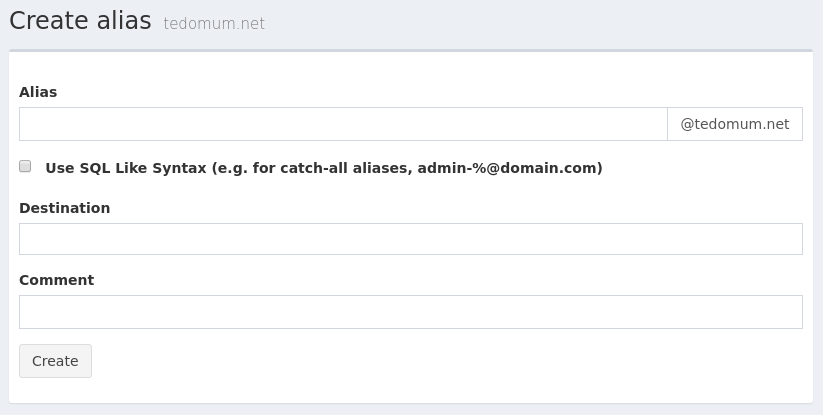 Create alias tedomum.net
Alias
@tedomum.net
Use SQL Like Syntax (e.g. for catch-all aliases, admin-%@domain.com)
Destination
Comment
Create